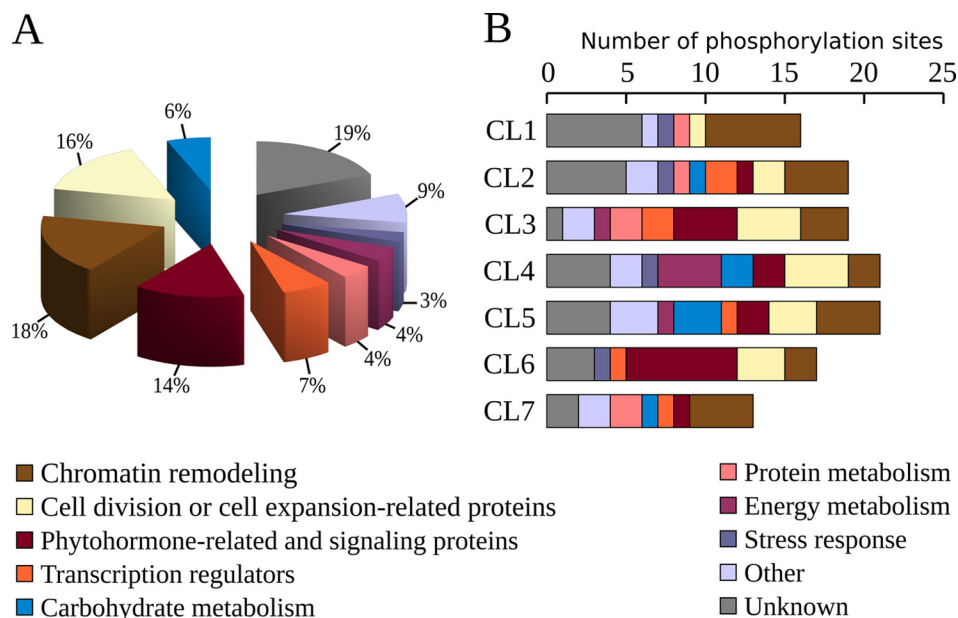 A
6%
16%
19%
9%
3%
4%
4%
7%
14%
18%
B
Number of phosphorylation sites
0 5 10 15 20 25
CL1
CL2
CL3
CL4
CL5
CL6
CL7
Chromatin remodeling
Cell division or cell expansion-related proteins
Phytohormone-related and signaling proteins
Transcription regulators
Carbohydrate metabolism
Protein metabolism
Energy metabolism
Stress response
Other
Unknown